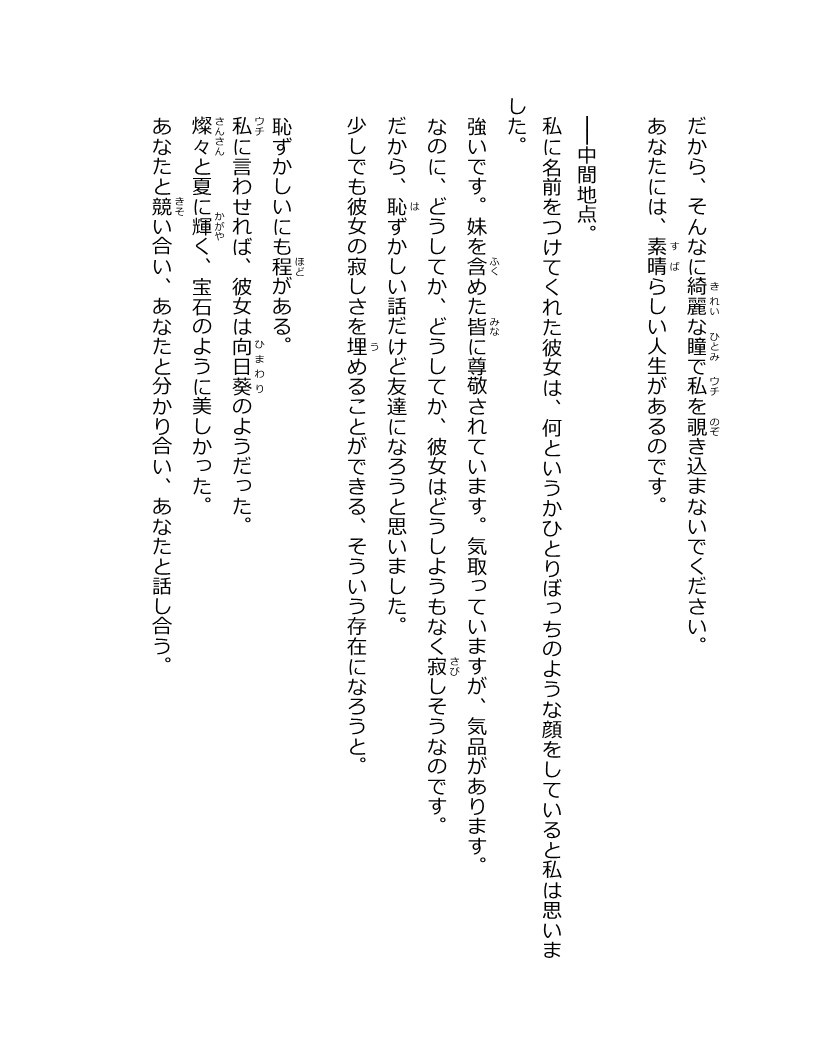 だから、そんなに綺麗な瞳で私を覗き込まないでください。
あなたには、素晴らしい人生があるのです。
――中間地点。
私に名前をつけてくれた彼女は、何というかひとりぼっちのような顔をしていると私は思いま
した。
強いです。妹を含めた皆に尊敬されています。気取っていますが、気品があります。
なのに、どうしてか、どうしてか、彼女はどうしようもなく寂しそうなのです。
だから、恥ずかしい話だけど友達になろうと思いました。
少しでも彼女の寂しさを埋めることができる、そういう存在になろうと。
恥ずかしいにも程がある。
私に言わせれば、彼女は向日葵のようだった。
燦々と夏に輝く、宝石のように美しかった。
あなたと競い合い、あなたと分かり合い、あなたと話し合う。